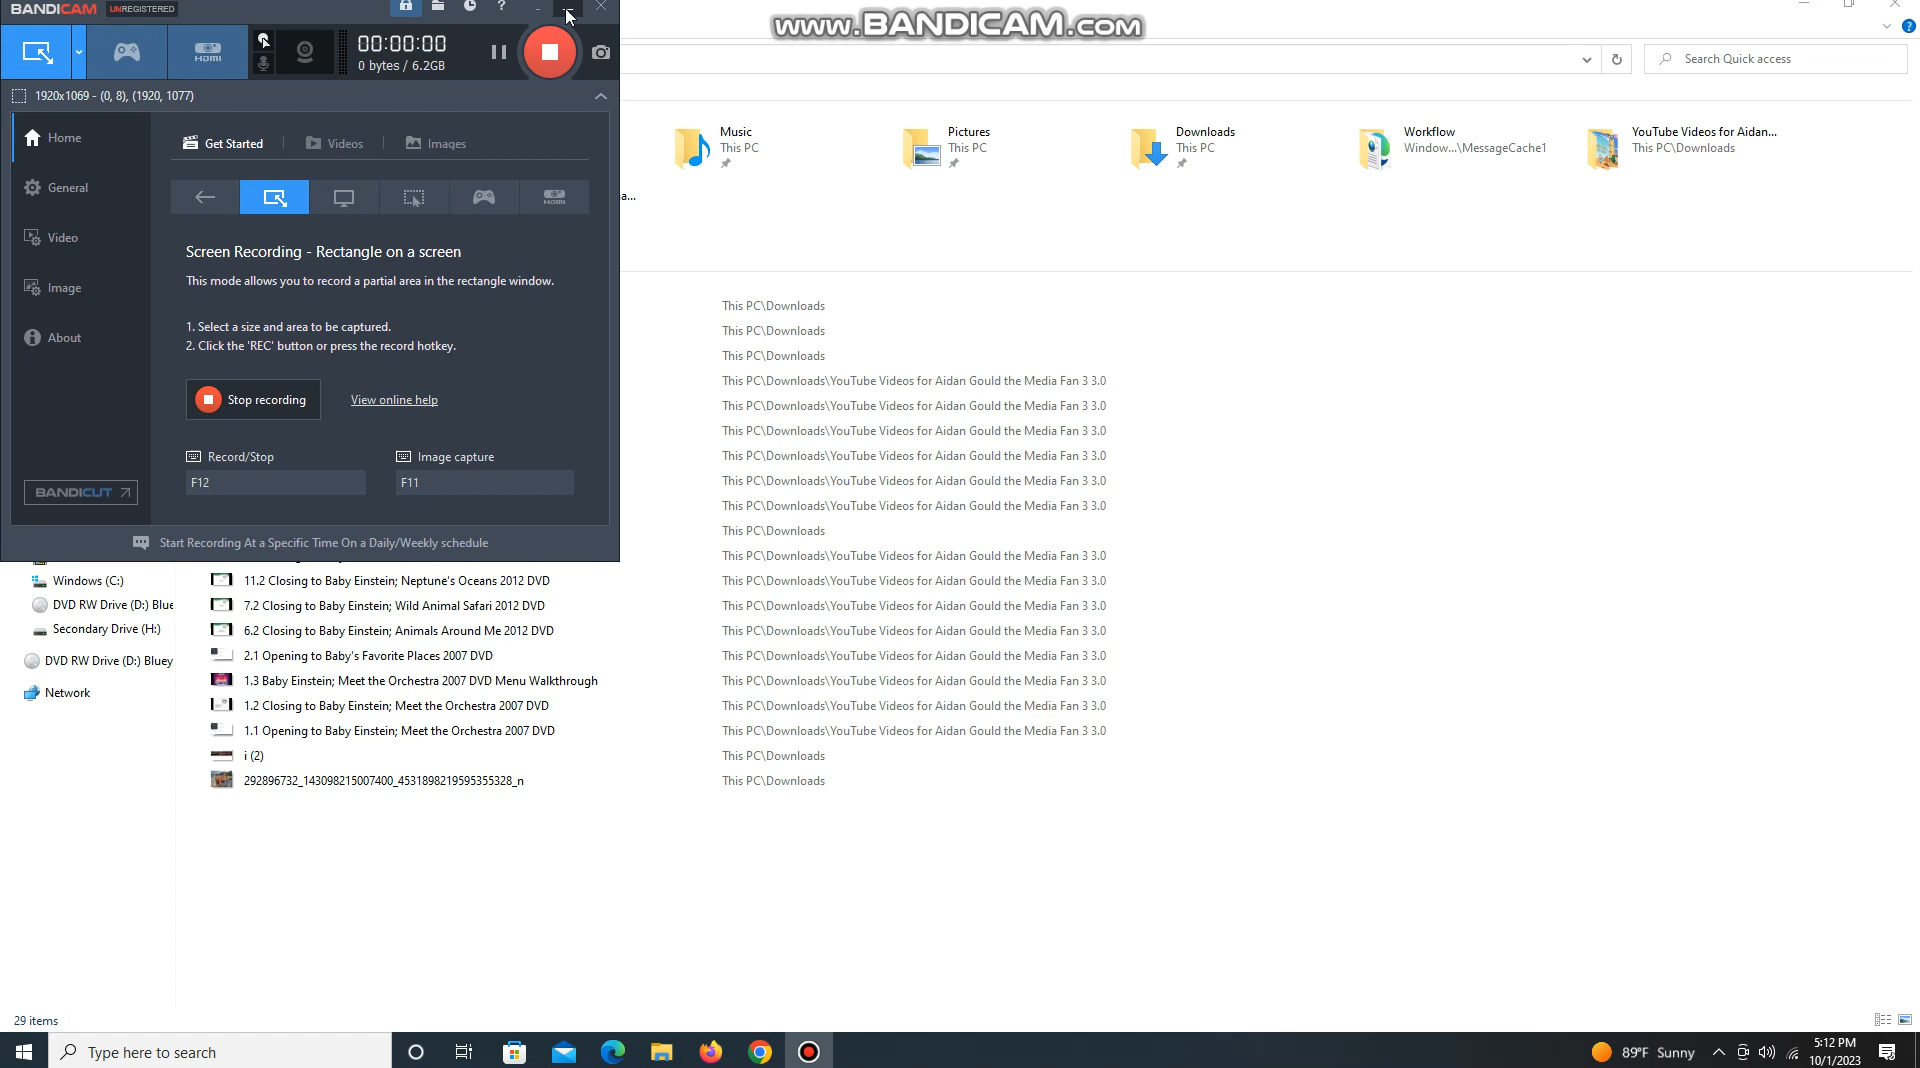 BANDICAM UNREGISTERED
?
www.BANDICAM.com
HDMI
00:00:00
0 bytes / 6.2GB
Search Quick access
1920x1069 - (0, 8), (1920, 1077)
Home
General
Video
Image
About
BANDICUT
Get Started
Videos
Images
HDMI
Screen Recording - Rectangle on a screen
This mode allows you to record a partial area in the rectangle window.
1. Select a size and area to be captured.
2. Click the 'REC' button or press the record hotkey.
Stop recording
View online help
Record/Stop
Image capture
F12
F11
Start Recording At a Specific Time On a Daily/Weekly schedule
Music
This PC
Pictures
This PC
Downloads
This PC
Workflow
Window...\MessageCache1
YouTube Videos for Aidan...
This PC\Downloads
a...
This PC\Downloads
This PC\Downloads
This PC\Downloads
This PC\Downloads\YouTube Videos for Aidan Gould the Media Fan 3 3.0
This PC\Downloads\YouTube Videos for Aidan Gould the Media Fan 3 3.0
This PC\Downloads\YouTube Videos for Aidan Gould the Media Fan 3 3.0
This PC\Downloads\YouTube Videos for Aidan Gould the Media Fan 3 3.0
This PC\Downloads\YouTube Videos for Aidan Gould the Media Fan 3 3.0
This PC\Downloads\YouTube Videos for Aidan Gould the Media Fan 3 3.0
This PC\Downloads
This PC\Downloads\YouTube Videos for Aidan Gould the Media Fan 3 3.0
Windows (C:)
DVD RW Drive (D:) Blue
Secondary Drive (H:)
DVD RW Drive (D:) Bluey
Network
11.2 Closing to Baby Einstein; Neptune's Oceans 2012 DVD This PC\Downloads\YouTube Videos for Aidan Gould the Media Fan 3 3.0
7.2 Closing to Baby Einstein; Wild Animal Safari 2012 DVD This PC\Downloads\YouTube Videos for Aidan Gould the Media Fan 3 3.0
6.2 Closing to Baby Einstein; Animals Around Me 2012 DVD This PC\Downloads\YouTube Videos for Aidan Gould the Media Fan 3 3.0
2.1 Opening to Baby's Favorite Places 2007 DVD This PC\Downloads\YouTube Videos for Aidan Gould the Media Fan 3 3.0
1.3 Baby Einstein; Meet the Orchestra 2007 DVD Menu Walkthrough This PC\Downloads\YouTube Videos for Aidan Gould the Media Fan 3 3.0
1.2 Closing to Baby Einstein; Meet the Orchestra 2007 DVD This PC\Downloads\YouTube Videos for Aidan Gould the Media Fan 3 3.0
1.1 Opening to Baby Einstein; Meet the Orchestra 2007 DVD This PC\Downloads\YouTube Videos for Aidan Gould the Media Fan 3 3.0
i (2) This PC\Downloads
292896732_143098215007400_4531898219595355328_n This PC\Downloads
29 items
Type here to search
89°F Sunny
5:12 PM
10/1/2023